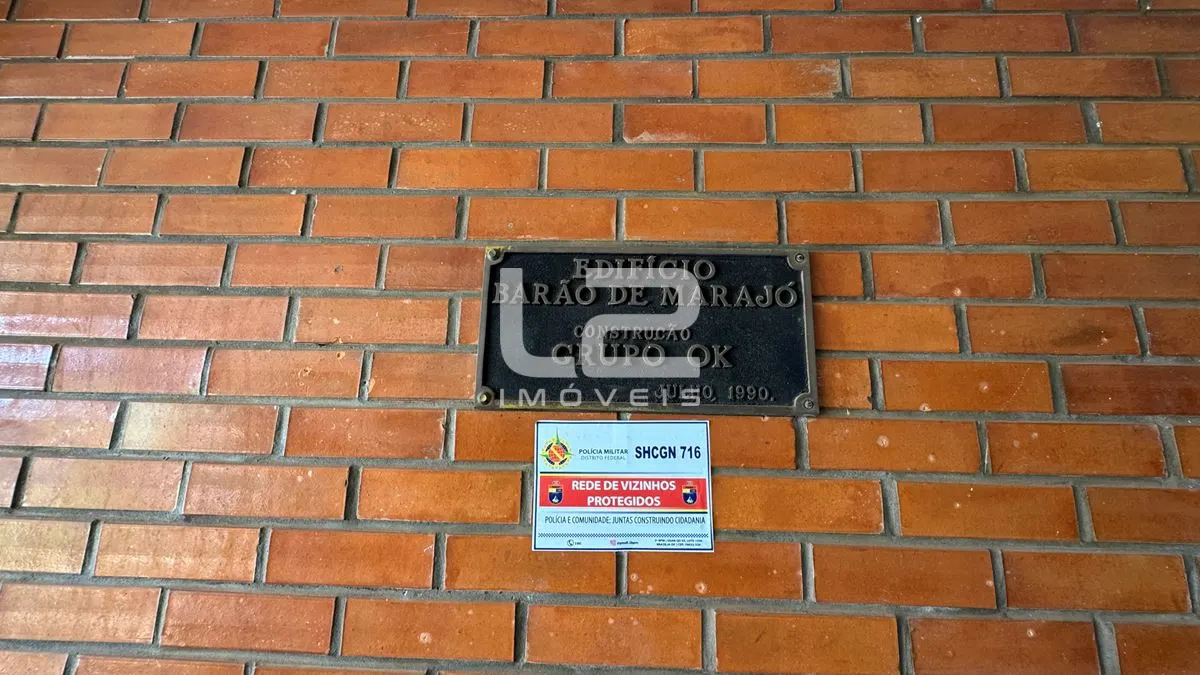 EDIFÍCIO
BARÃO DE MARAJÓ
CONSTRUÇÃO
GRUPO OK
JULHO, 1990.
L2
IMÓVEIS
POLÍCIA MILITAR
DISTRITO FEDERAL
SHCGN 716
REDE DE VIZINHOS
PROTEGIDOS
POLÍCIA E COMUNIDADE: JUNTAS CONSTRUINDO CIDADANIA